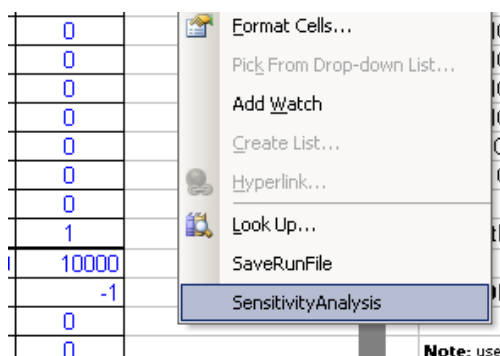 0
0
0
0
0
0
0
1
10000
-1
0
0
Format Cells...
Pick From Drop-down List...
Add Watch
Create List...
Hyperlink...
Look Up...
SaveRunFile
SensitivityAnalysis
Note: use